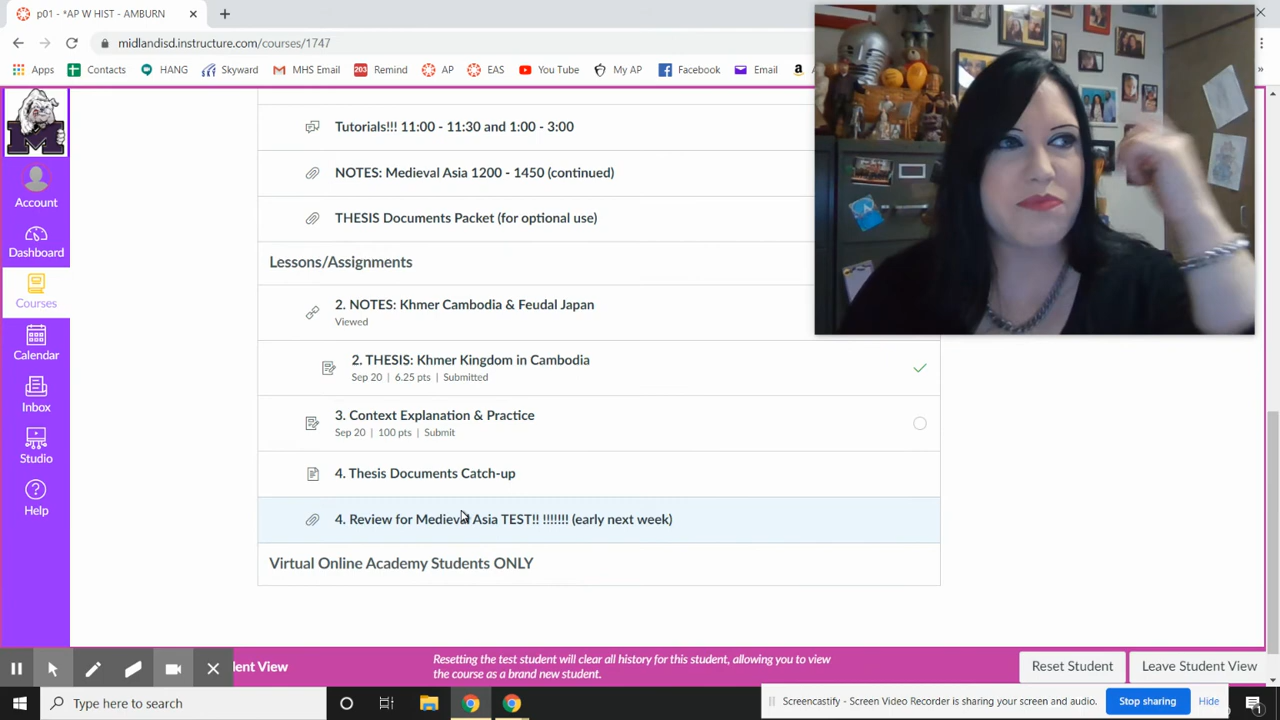 p01 - *AP W HIST - AMBURN
midlandisd.instructure.com/courses/1747
Apps
Contacts
HANG
Skyward
MHS Email
Remind
AP
EAS
You Tube
My AP
Facebook
Email
M
Account
Dashboard
Courses
Calendar
Inbox
Studio
Help
Tutorials!!! 11:00 - 11:30 and 1:00 - 3:00
NOTES: Medieval Asia 1200 - 1450 (continued)
THESIS Documents Packet (for optional use)
Lessons/Assignments
2. NOTES: Khmer Cambodia & Feudal Japan
Viewed
2. THESIS: Khmer Kingdom in Cambodia
Sep 20 | 6.25 pts | Submitted
3. Context Explanation & Practice
Sep 20 | 100 pts | Submit
4. Thesis Documents Catch-up
4. Review for Medieval Asia TEST!! !!!!!!! (early next week)
Virtual Online Academy Students ONLY
dent View
Resetting the test student will clear all history for this student, allowing you to view
the course as a brand new student.
Reset Student
Leave Student View
Type here to search
Screencastify - Screen Video Recorder is sharing your screen and audio.
Stop sharing
Hide
1